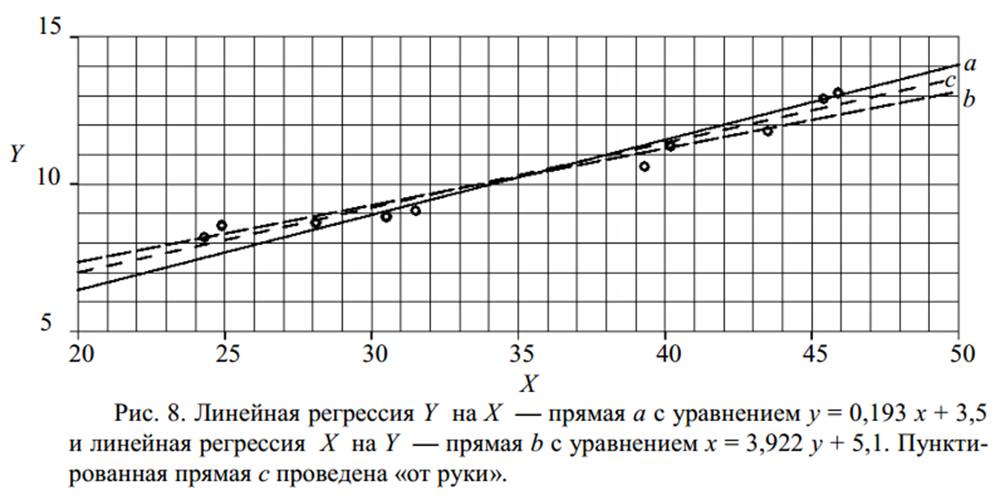 15
a
c
b
Y
10
5
20 25 30 35 40 45 50
X
Рис. 8. Линейная регрессия Y на X — прямая a с уравнением y = 0,193 x + 3,5
и линейная регрессия X на Y — прямая b с уравнением x = 3,922 y + 5,1. Пункти-
рованная прямая c проведена «от руки».